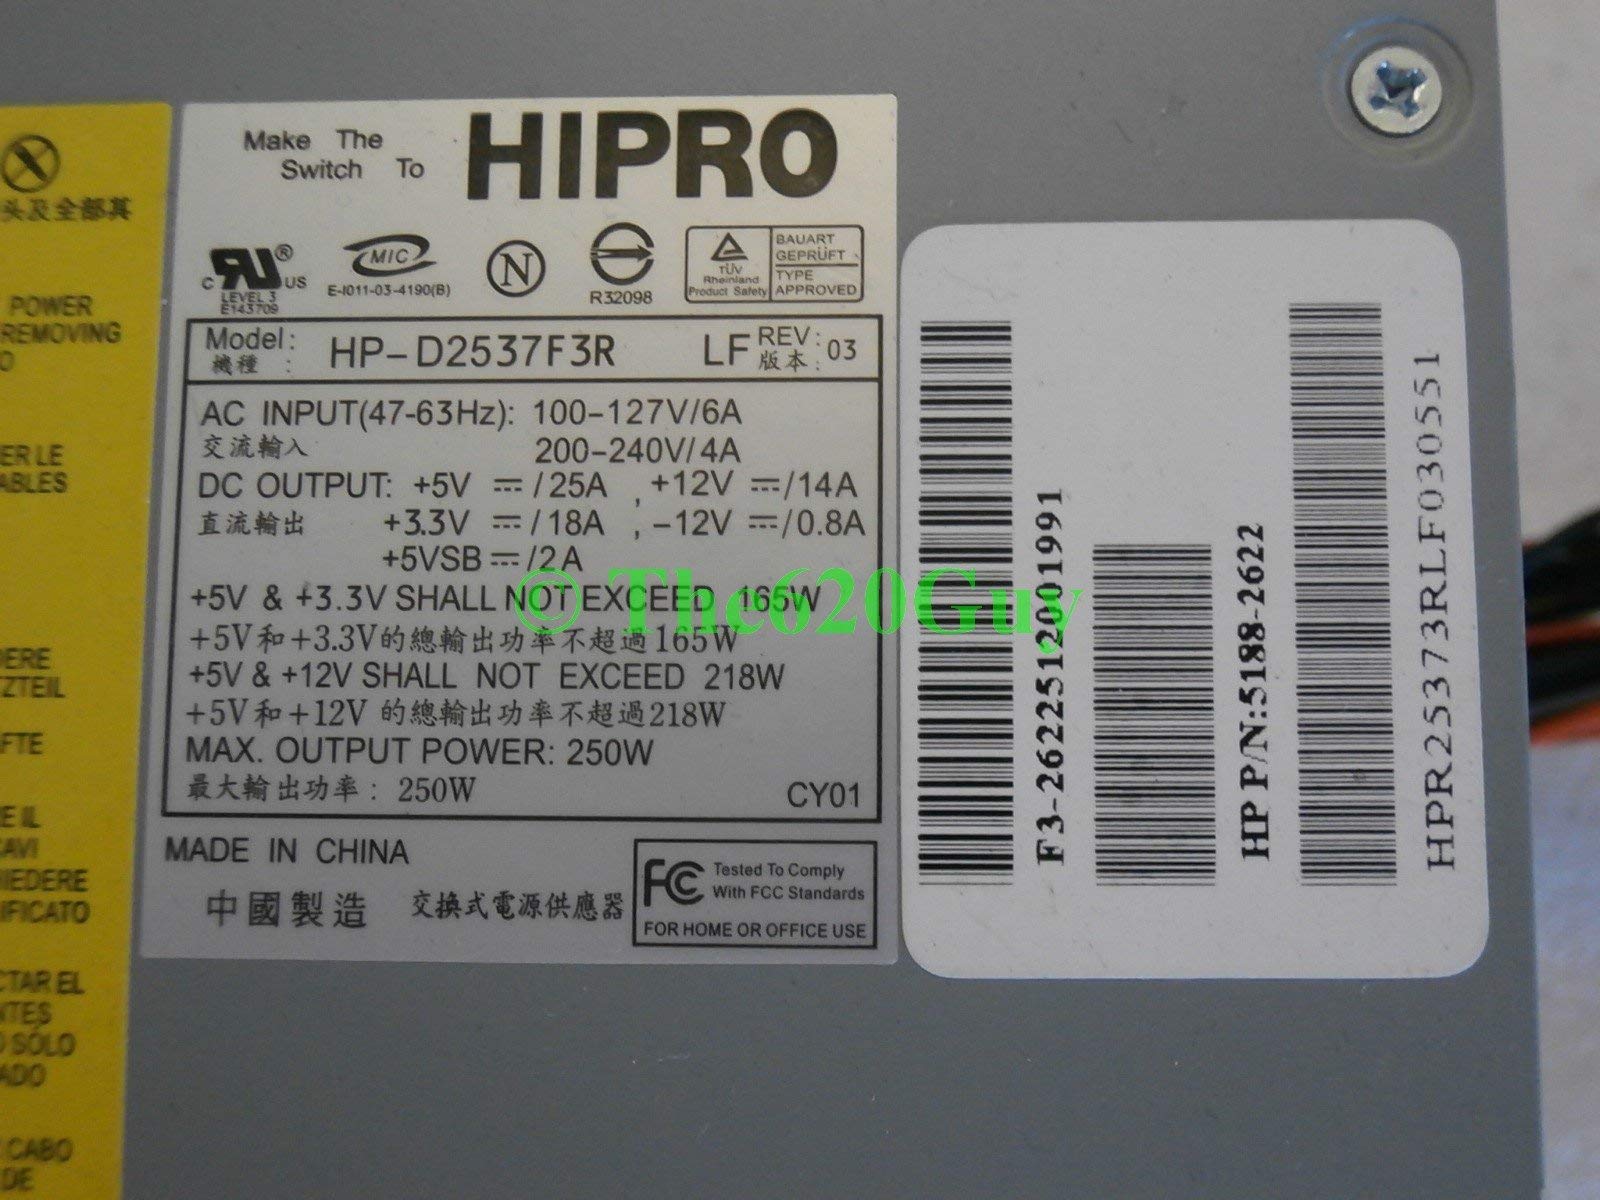 头及全部其
POWER
REMOVING
O
ER LE
ABLES
DERE
TZTEIL
FTE
E IL
CAVI
HIEDERE
IFICATO
CTAR EL
NTES
O SÓLO
ADO
CABO
DE
Make The
Switch To
HIPRO
C RU ® US
LEVEL 3
E143709
MIC
E-I011-03-4190(B)
N
R32098
TÜV
Rheinland
Product Safety
BAUART
GEPRÜFT
TYPE
APPROVED
Model: HP-D2537F3R LF REV: 03
機種 : 版本:
AC INPUT(47-63Hz): 100-127V/6A
交流輸入 200-240V/4A
DC OUTPUT: +5V ⎓/25A , +12V ⎓/14A
直流輸出 +3.3V ⎓/18A , -12V ⎓/0.8A
+5VSB ⎓/2A
+5V & +3.3V SHALL NOT EXCEED 165W
+5V和+3.3V的總輸出功率不超過165W
+5V & +12V SHALL NOT EXCEED 218W
+5V和+12V的總輸出功率不超過218W
MAX. OUTPUT POWER: 250W
最大輸出功率: 250W CY01
MADE IN CHINA
中國製造 交換式電源供應器
FC Tested To Comply
With FCC Standards
FOR HOME OR OFFICE USE
F3-26225512001991
HP P/N:5188-2622
HPR25373RLF030551
© The620Guy